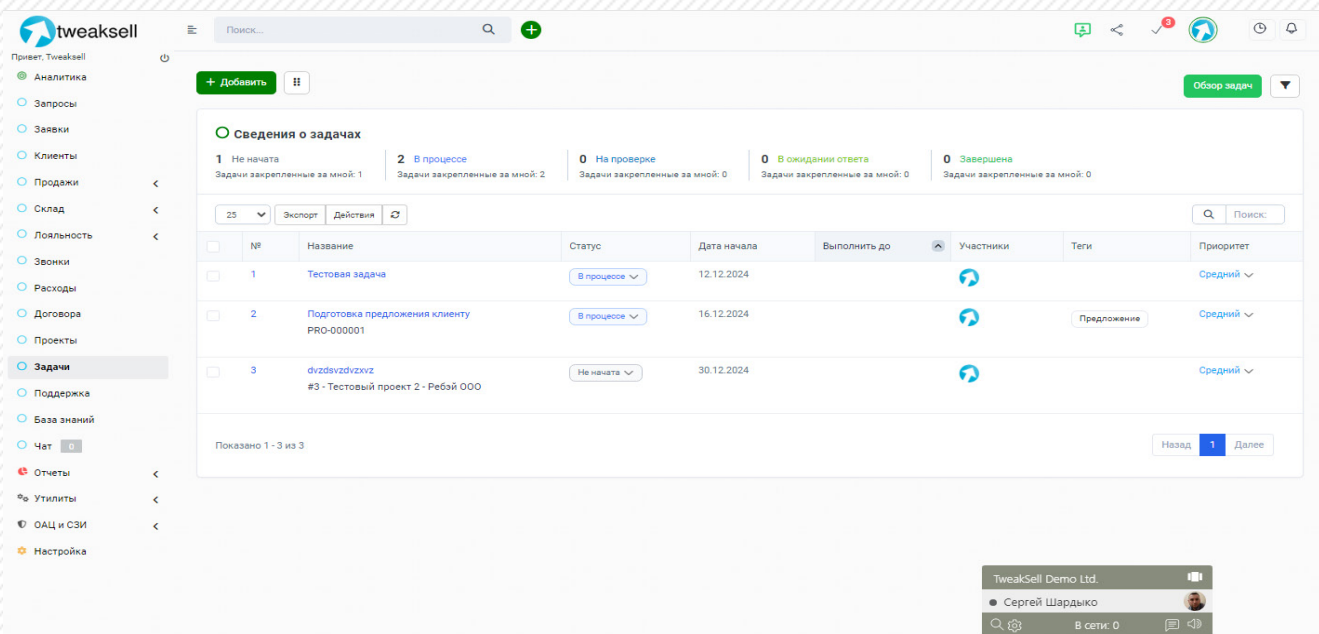 tweaksell
Поиск...
3
Привет, Tweaksell
Аналитика
Запросы
Заявки
Клиенты
Продажи
Склад
Лояльность
Звонки
Расходы
Договора
Проекты
Задачи
Поддержка
База знаний
Чат 0
Отчеты
Утилиты
ОАЦ и СЗИ
Настройка
+ Добавить
Обзор задач
Сведения о задачах
1 Не начата
Задачи закрепленные за мной: 1
2 В процессе
Задачи закрепленные за мной: 2
0 На проверке
Задачи закрепленные за мной: 0
0 В ожидании ответа
Задачи закрепленные за мной: 0
0 Завершена
Задачи закрепленные за мной: 0
25 Экспорт Действия Поиск:
№ Название Статус Дата начала Выполнить до Участники Теги Приоритет
1 Тестовая задача В процессе 12.12.2024 Средний
2 Подготовка предложения клиенту В процессе 16.12.2024 Предложение Средний
PRO-000001
3 dvzdsvzdvzxvz Не начата 30.12.2024 Средний
#3 - Тестовый проект 2 - Ребэй ООО
Показано 1 - 3 из 3
Назад 1 Далее
TweakSell Demo Ltd.
Сергей Шардыко
В сети: 0